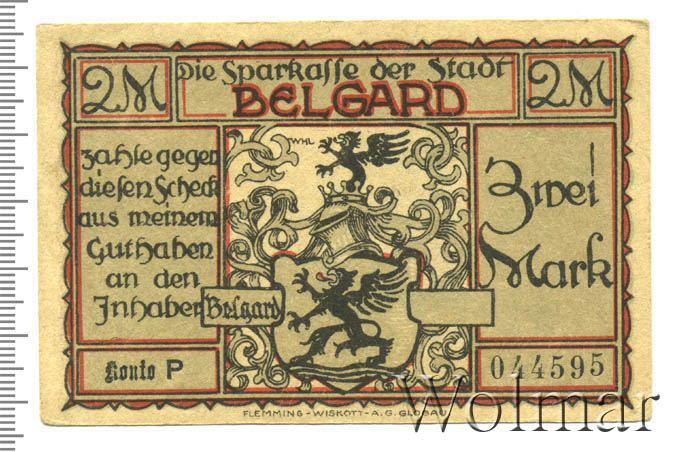 2M
Die Sparkasse der Stadt
BELGARD
2M
zahle gegen
diesen Scheck
aus meinem
Guthaben
an den
Inhaber
Belgard
Konto P
WHL
Zwei
Mark
044595
FLEMMING-WISKOTT-A.G. GLOGAU
Wolmar